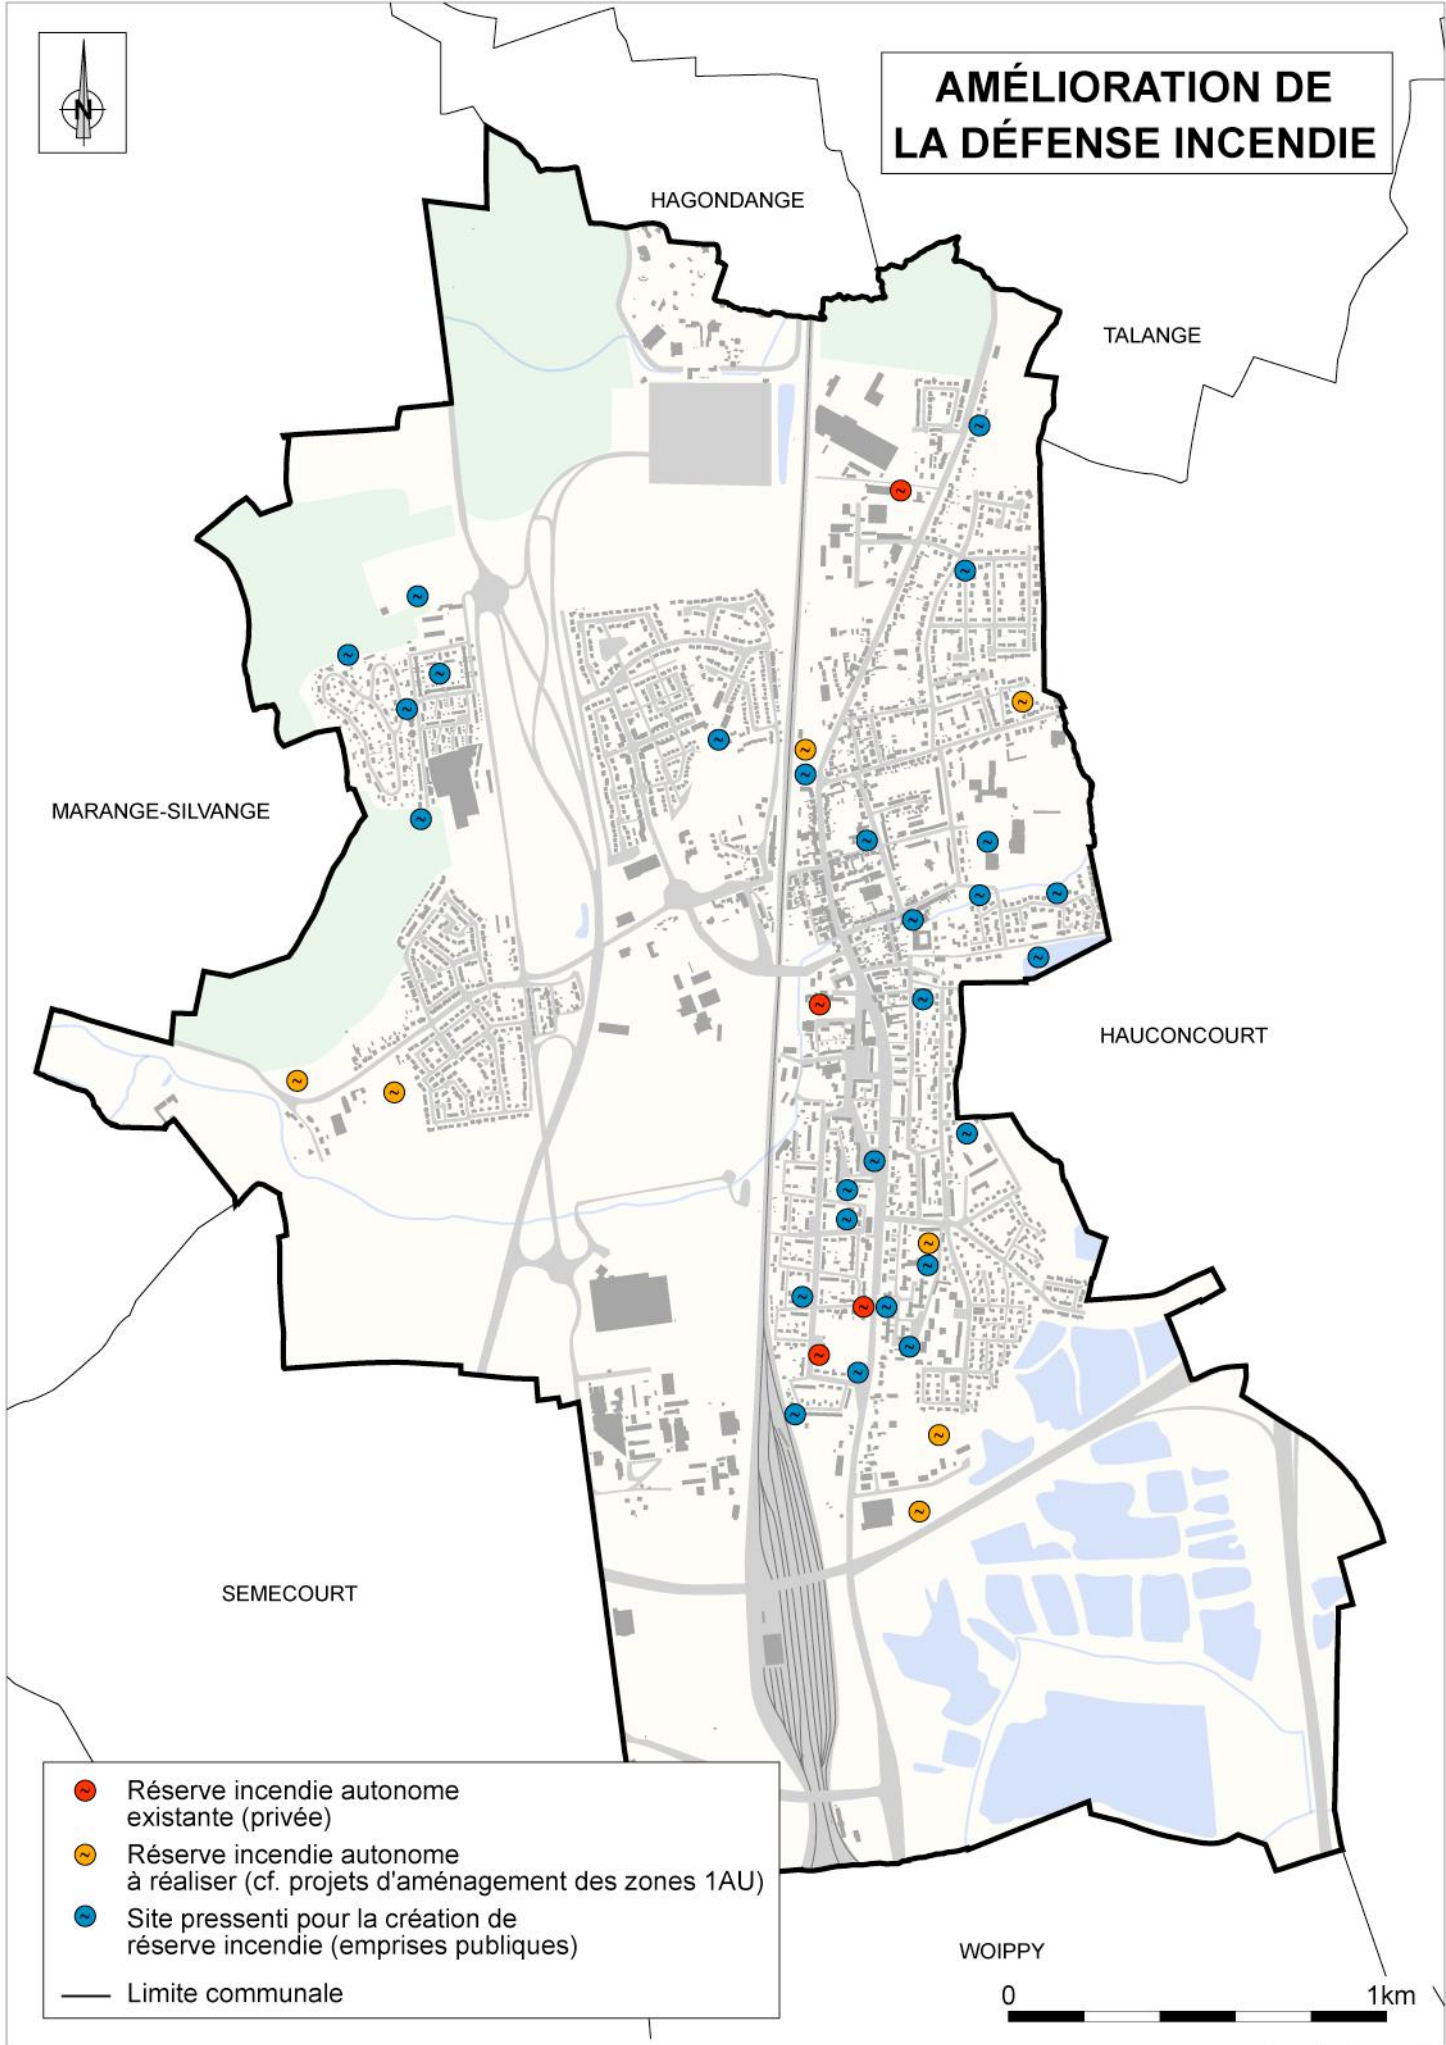 N
AMÉLIORATION DE
LA DÉFENSE INCENDIE
HAGONDANGE
TALANGE
MARANGE-SILVANGE
HAUCONCOURT
SEMECOURT
Réserve incendie autonome
existante (privée)
Réserve incendie autonome
à réaliser (cf. projets d'aménagement des zones 1AU)
Site pressenti pour la création de
réserve incendie (emprises publiques)
Limite communale
WOIPPY
0 1km